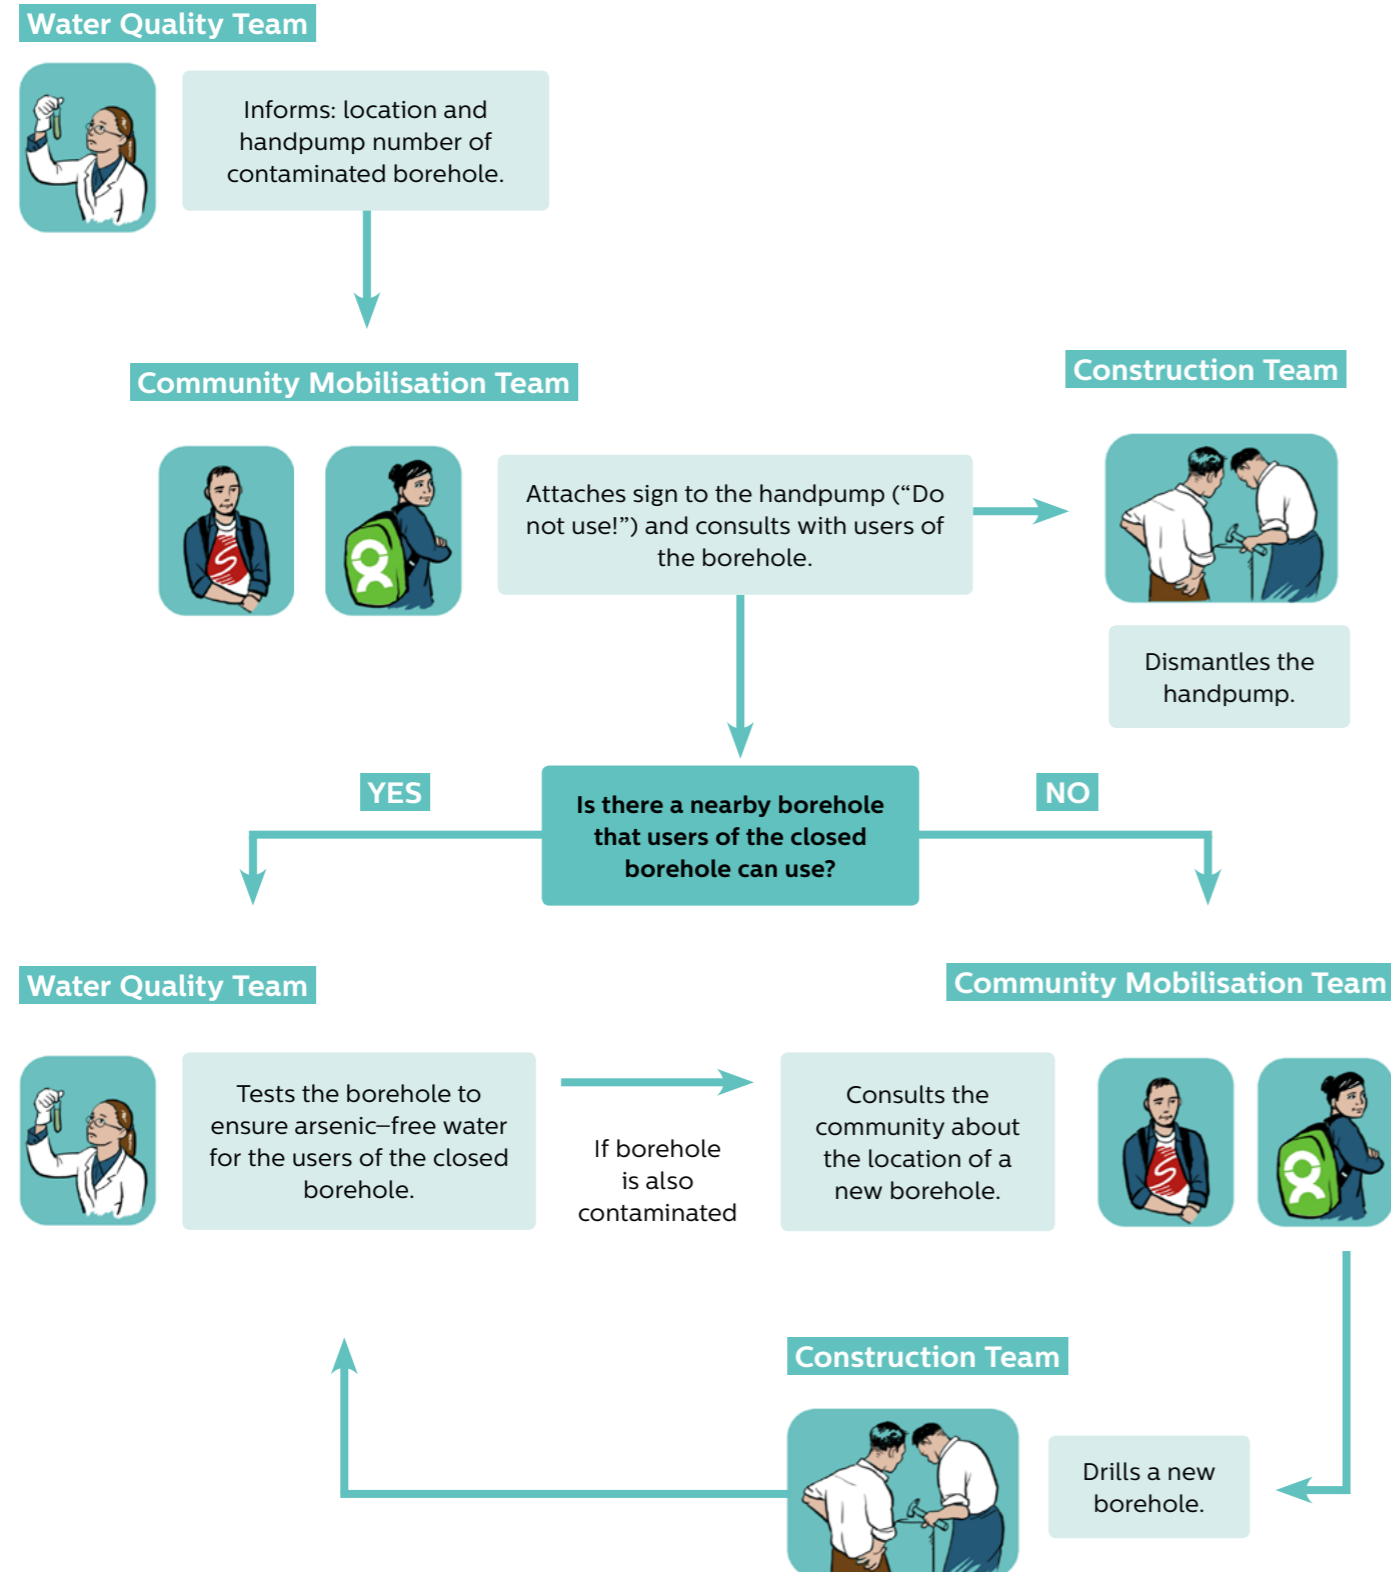 Water Quality Team
Informs: location and
handpump number of
contaminated borehole.
Community Mobilisation Team
Attaches sign to the handpump (“Do
not use!”) and consults with users of
the borehole.
Construction Team
Dismantles the
handpump.
YES
Is there a nearby borehole
that users of the closed
borehole can use?
NO
Water Quality Team
Tests the borehole to
ensure arsenic–free water
for the users of the closed
borehole.
If borehole
is also
contaminated
Community Mobilisation Team
Consults the
community about
the location of a
new borehole.
Construction Team
Drills a new
borehole.